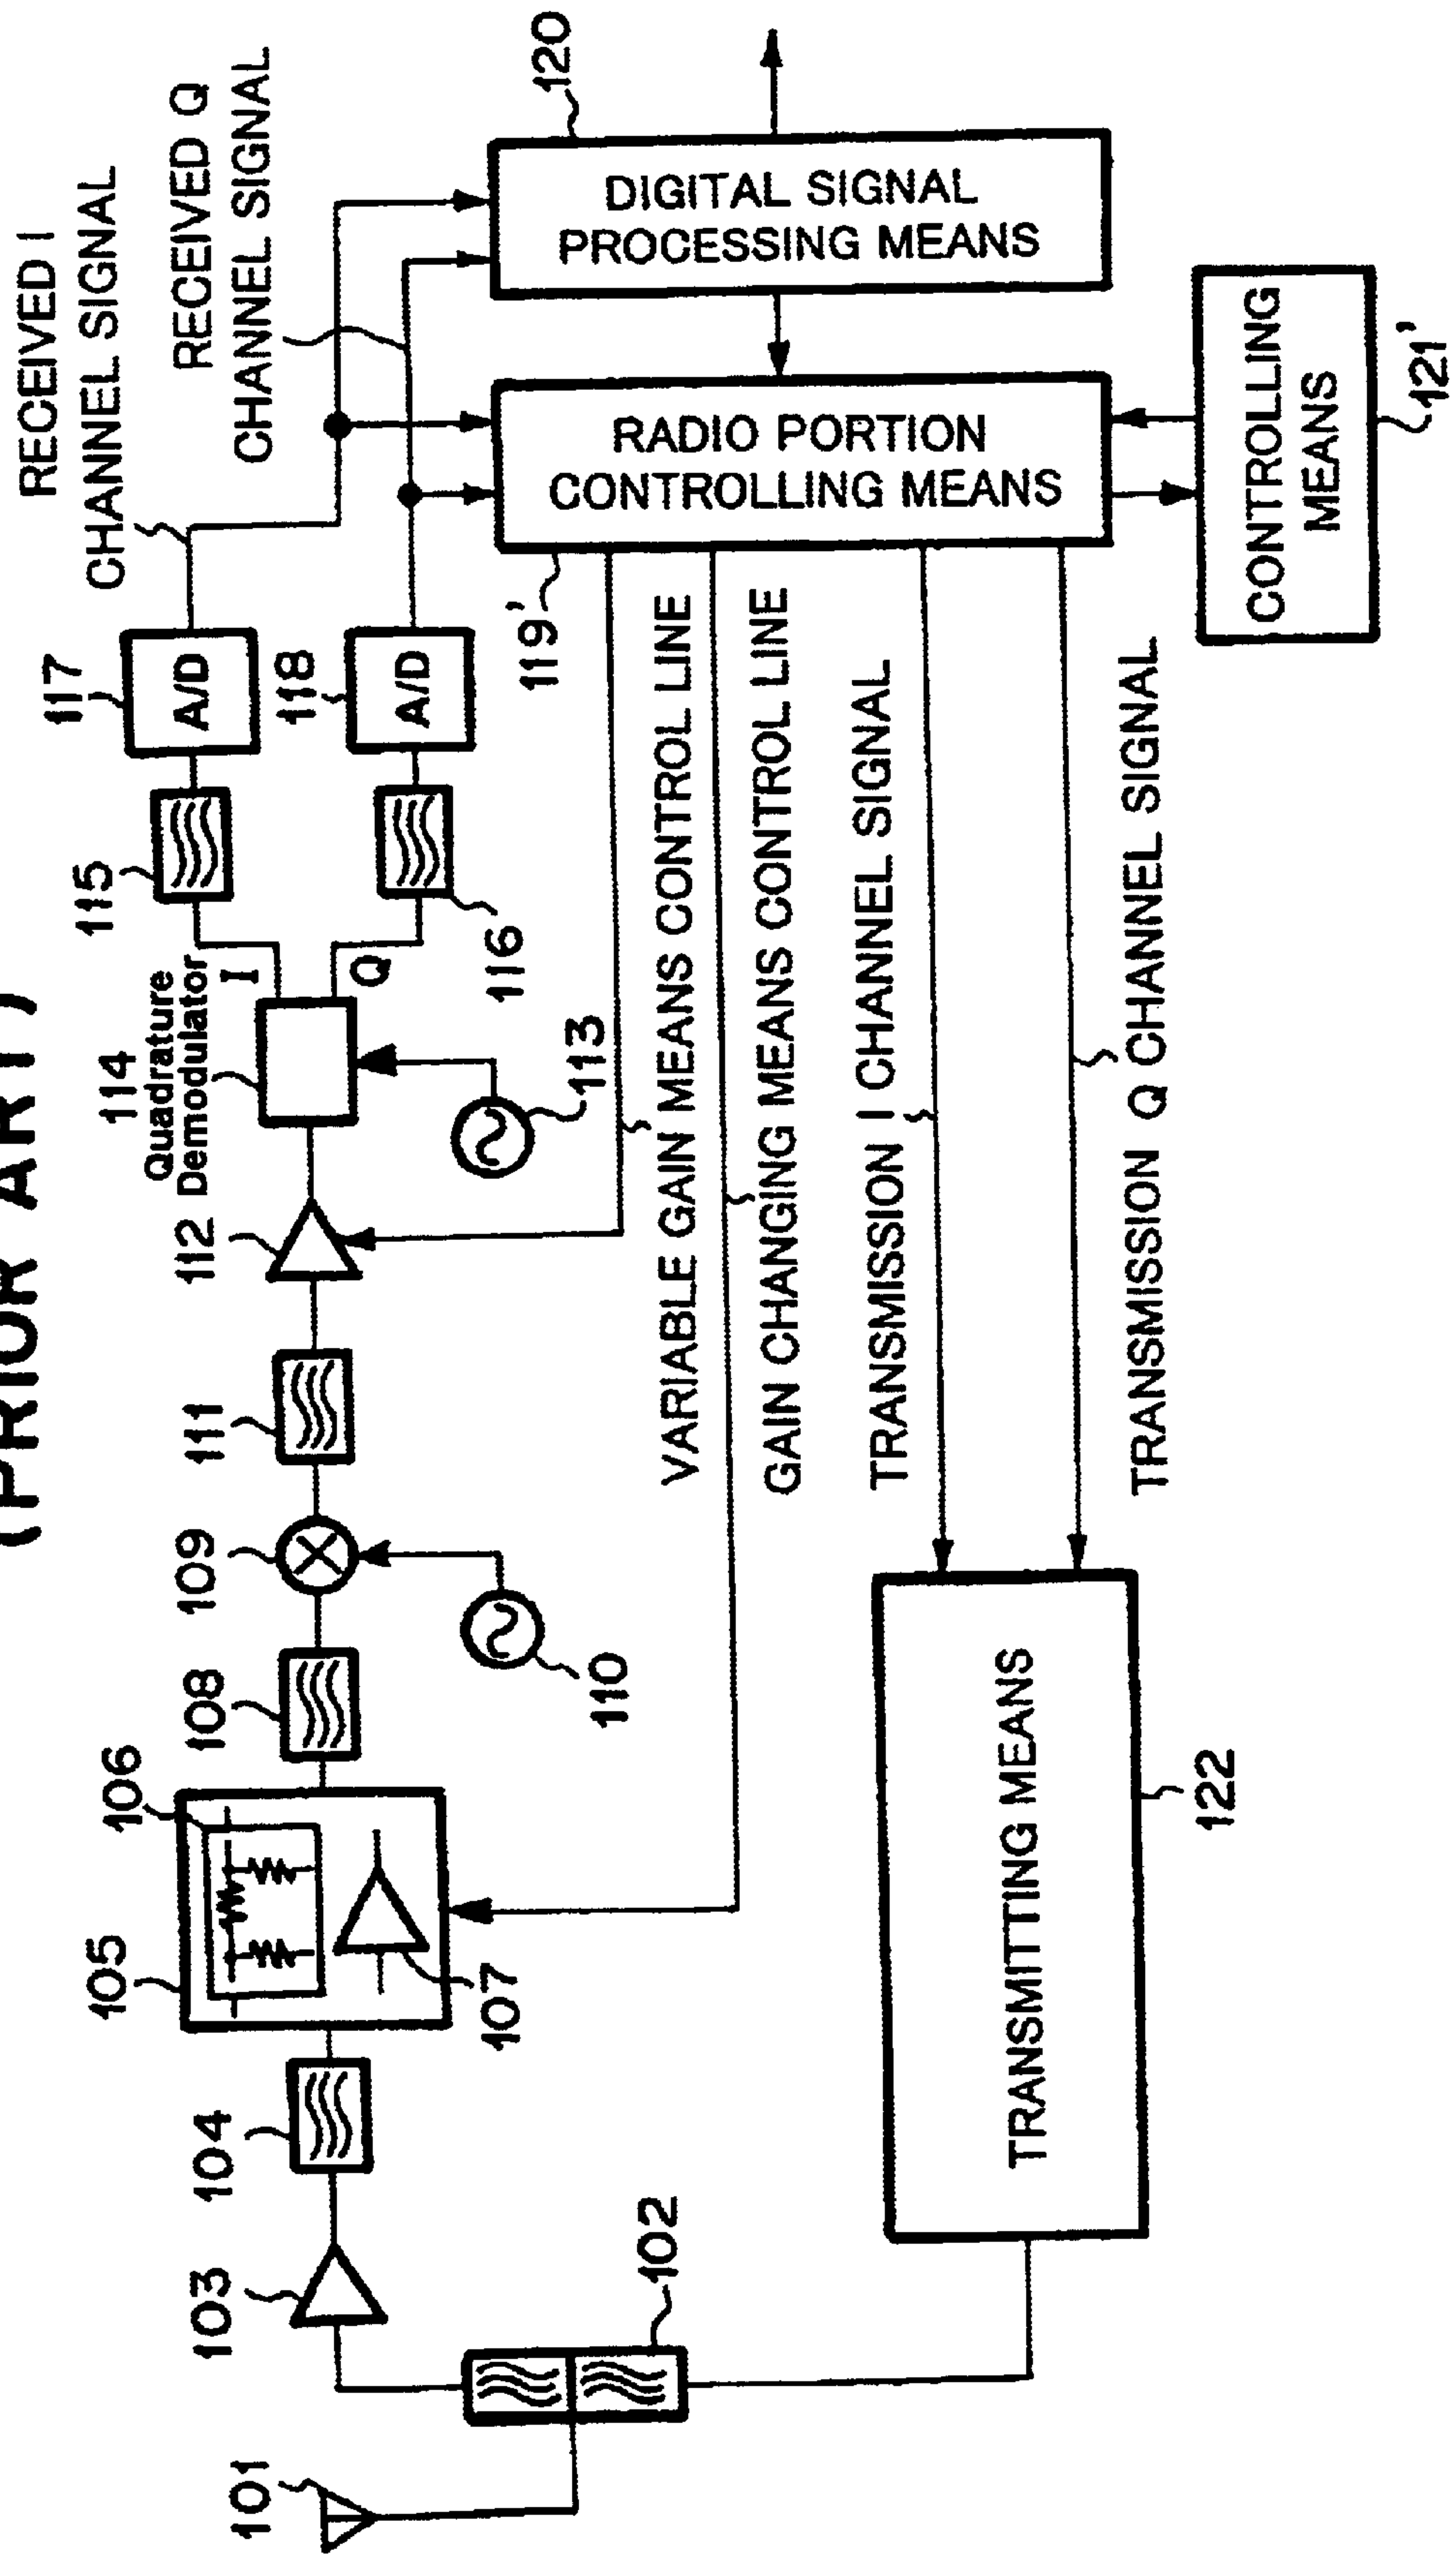 (PRIOR ART)
RECEIVED I
CHANNEL SIGNAL
RECEIVED Q
CHANNEL SIGNAL
101
102
103
104
105
106
107
108
109
110
111
112
113
114
Quadrature
Demodulator
I
Q
115
116
117
A/D
118
A/D
119'
RADIO PORTION
CONTROLLING MEANS
120
DIGITAL SIGNAL
PROCESSING MEANS
CONTROLLING
MEANS
121'
VARIABLE GAIN MEANS CONTROL LINE
GAIN CHANGING MEANS CONTROL LINE
TRANSMISSION I CHANNEL SIGNAL
TRANSMISSION Q CHANNEL SIGNAL
TRANSMITTING MEANS
122